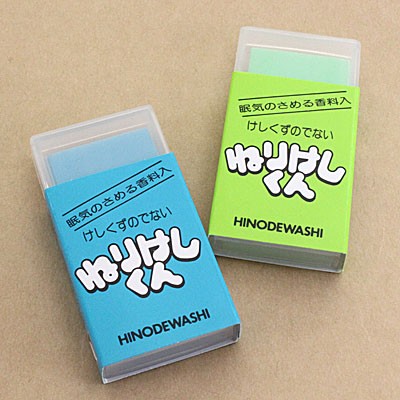 眠気のさめる香料入
けしくずのでない
ねりけし
くん
HINODEWASHI
眠気のさめる香料入
けしくずのでない
ねりけし
くん
HINODEWASHI